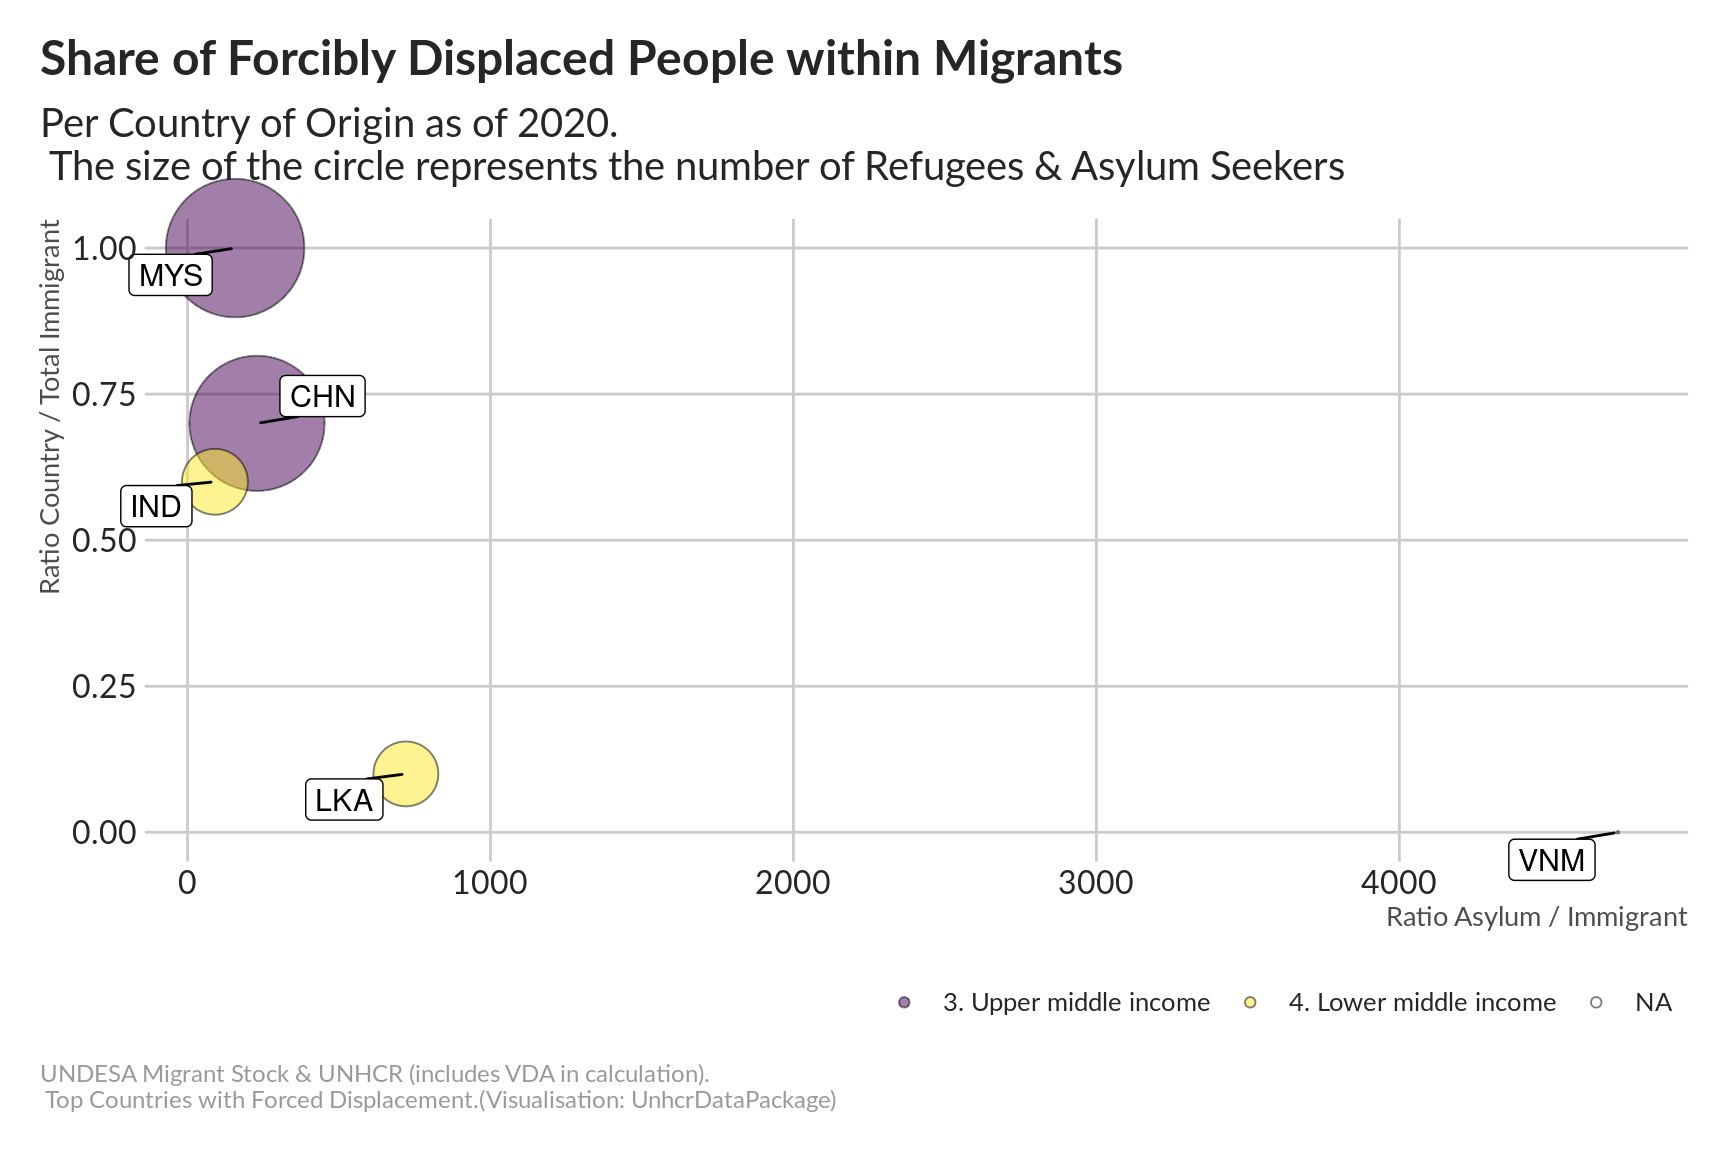 Share of Forcibly Displaced People within Migrants
Per Country of Origin as of 2020.
The size of the circle represents the number of Refugees & Asylum Seekers
Ratio Country / Total Immigrant
1.00
MYS
0.75
CHN
IND
0.50
0.25
LKA
0.00
VNM
0
1000
2000
3000
4000
Ratio Asylum / Immigrant
3. Upper middle income
4. Lower middle income
NA
UNDESA Migrant Stock & UNHCR (includes VDA in calculation).
Top Countries with Forced Displacement.(Visualisation: UnhcrDataPackage)